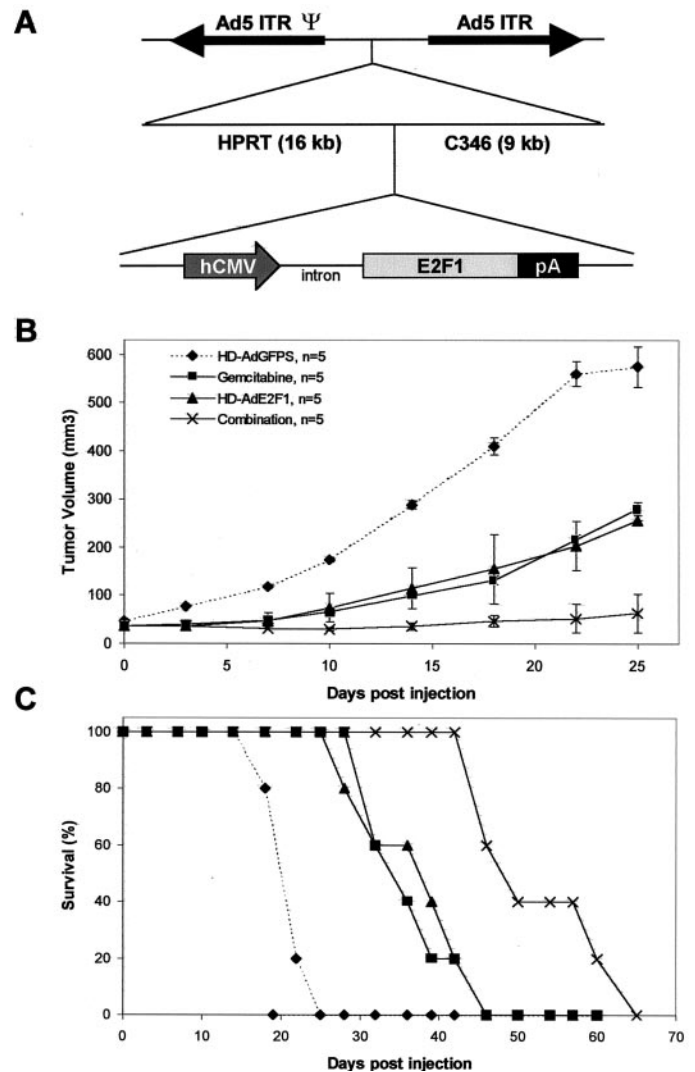 A
Ad5 ITR Ψ Ad5 ITR
HPRT (16 kb) C346 (9 kb)
hCMV intron E2F1 pA
B
600
500
400
300
200
100
0
Tumor Volume (mm3)
HD-AdGFPS, n=5
Gemcitabine, n=5
HD-AdE2F1, n=5
Combination, n=5
0 5 10 15 20 25
Days post injection
C
100
80
60
40
20
0
Survival (%)
0 10 20 30 40 50 60 70
Days post injection